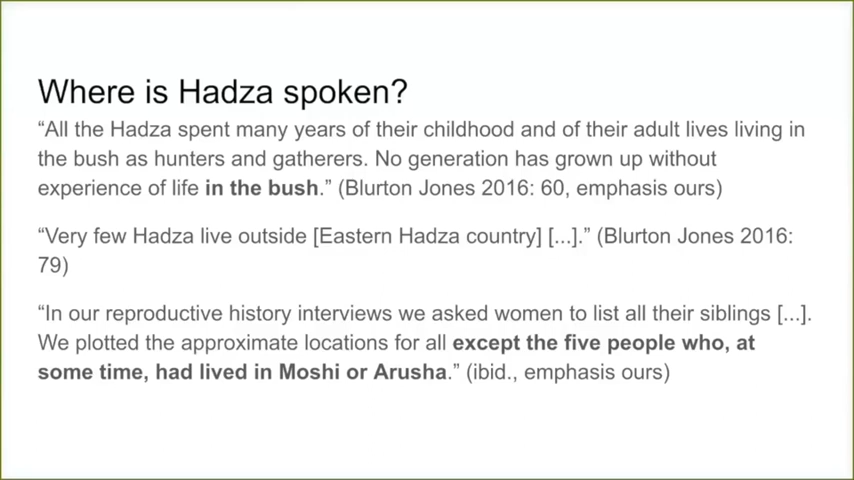 Where is Hadza spoken?
“All the Hadza spent many years of their childhood and of their adult lives living in
the bush as hunters and gatherers. No generation has grown up without
experience of life in the bush.” (Blurton Jones 2016: 60, emphasis ours)
“Very few Hadza live outside [Eastern Hadza country] [...].” (Blurton Jones 2016:
79)
“In our reproductive history interviews we asked women to list all their siblings [...].
We plotted the approximate locations for all except the five people who, at
some time, had lived in Moshi or Arusha.” (ibid., emphasis ours)